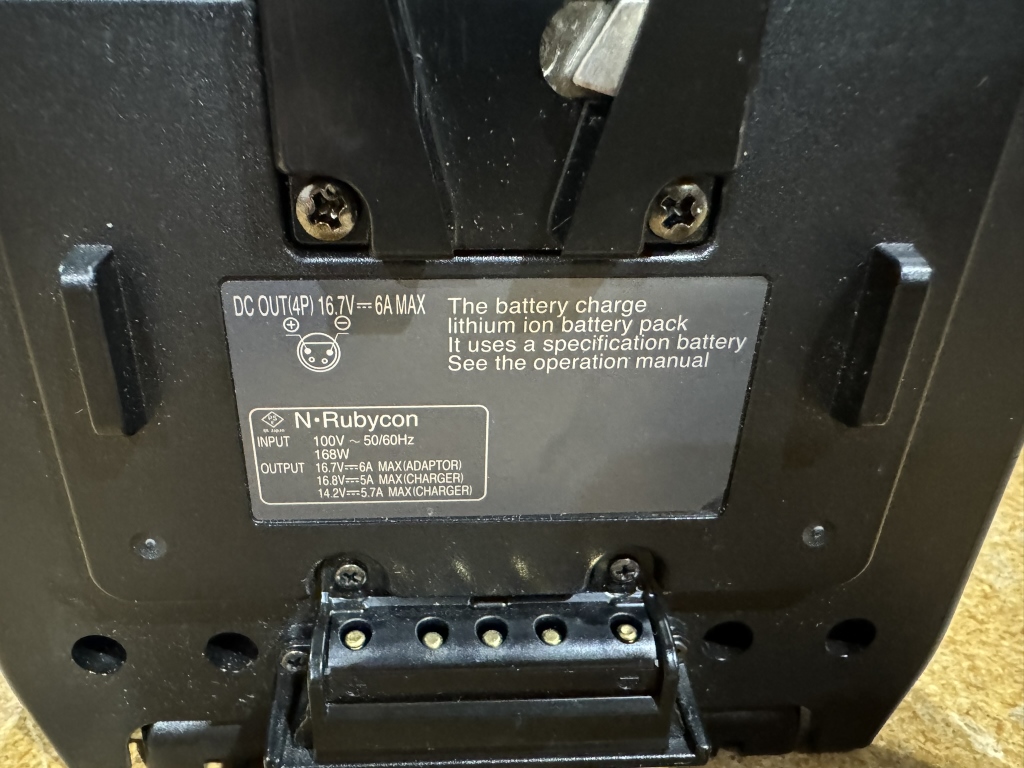 DC OUT(4P) 16.7V⎓6A MAX
The battery charge
lithium ion battery pack
It uses a specification battery
See the operation manual
N•Rubycon
INPUT 100V ~ 50/60Hz
168W
OUTPUT 16.7V⎓6A MAX(ADAPTOR)
16.8V⎓5A MAX(CHARGER)
14.2V⎓5.7A MAX(CHARGER)